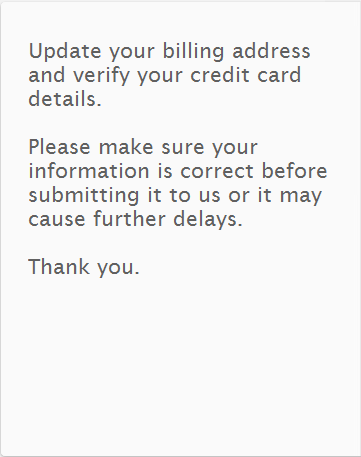 Update your billing address
and verify your credit card
details.
Please make sure your
information is correct before
submitting it to us or it may
cause further delays.
Thank you.